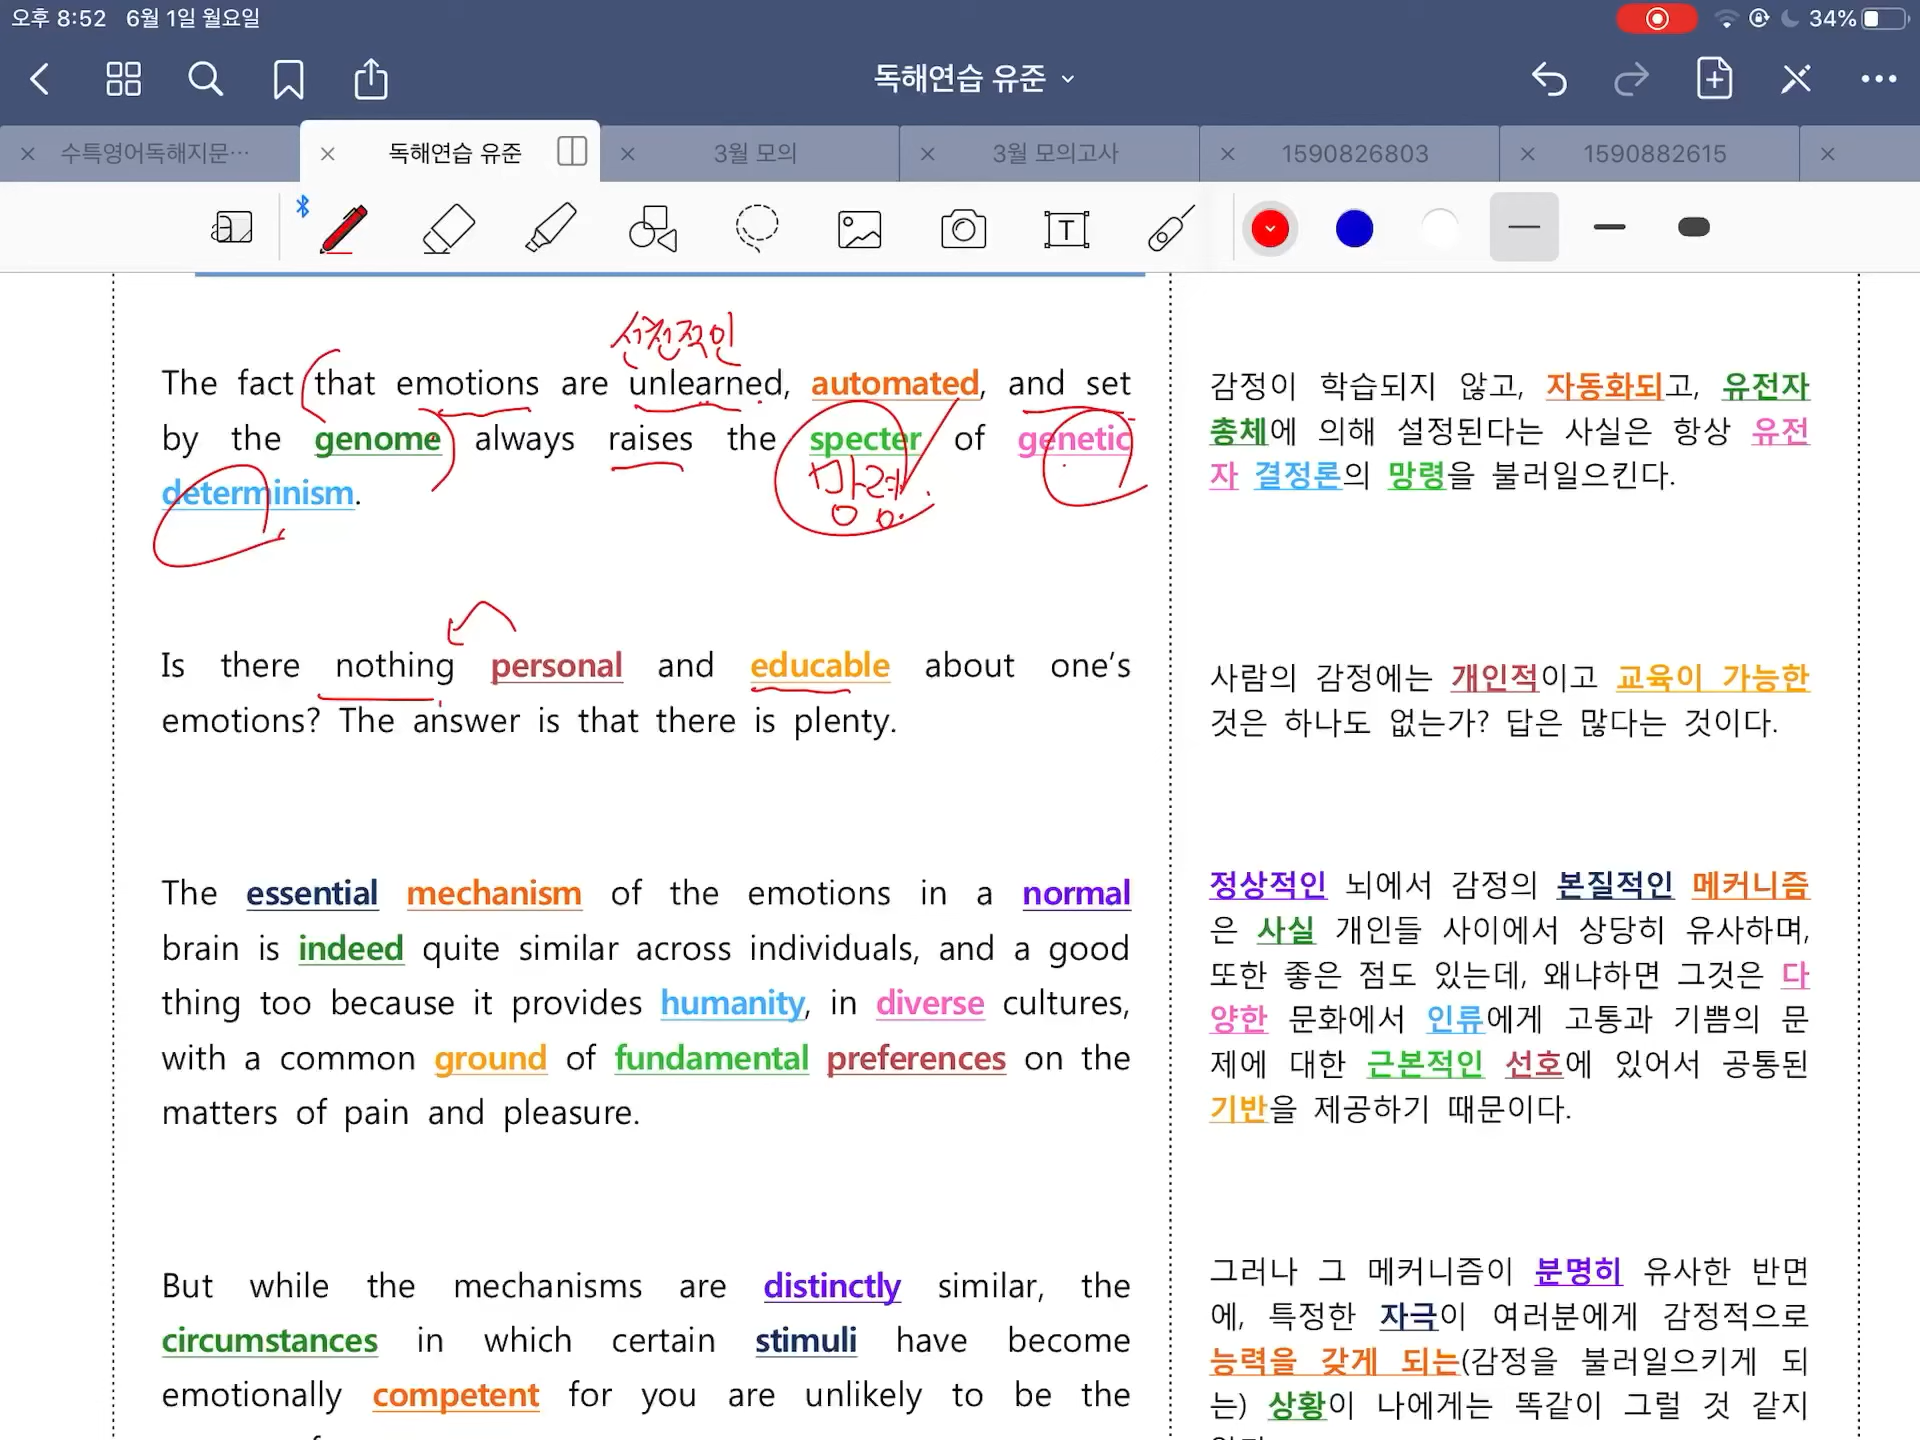 오후 8:52 6월 1일 월요일
34%
독해연습 유준
수특영어독해지문…
독해연습 유준
3월 모의
3월 모의고사
1590826803
1590882615
선천적인
The fact that emotions are unlearned, automated, and set
by the genome always raises the specter of genetic
망령
determinism.
Is there nothing personal and educable about one's
emotions? The answer is that there is plenty.
The essential mechanism of the emotions in a normal
brain is indeed quite similar across individuals, and a good
thing too because it provides humanity, in diverse cultures,
with a common ground of fundamental preferences on the
matters of pain and pleasure.
But while the mechanisms are distinctly similar, the
circumstances in which certain stimuli have become
emotionally competent for you are unlikely to be the
감정이 학습되지 않고, 자동화되고, 유전자
총체에 의해 설정된다는 사실은 항상 유전
자 결정론의 망령을 불러일으킨다.
사람의 감정에는 개인적이고 교육이 가능한
것은 하나도 없는가? 답은 많다는 것이다.
정상적인 뇌에서 감정의 본질적인 메커니즘
은 사실 개인들 사이에서 상당히 유사하며,
또한 좋은 점도 있는데, 왜냐하면 그것은 다
양한 문화에서 인류에게 고통과 기쁨의 문
제에 대한 근본적인 선호에 있어서 공통된
기반을 제공하기 때문이다.
그러나 그 메커니즘이 분명히 유사한 반면
에, 특정한 자극이 여러분에게 감정적으로
능력을 갖게 되는(감정을 불러일으키게 되
는) 상황이 나에게는 똑같이 그럴 것 같지